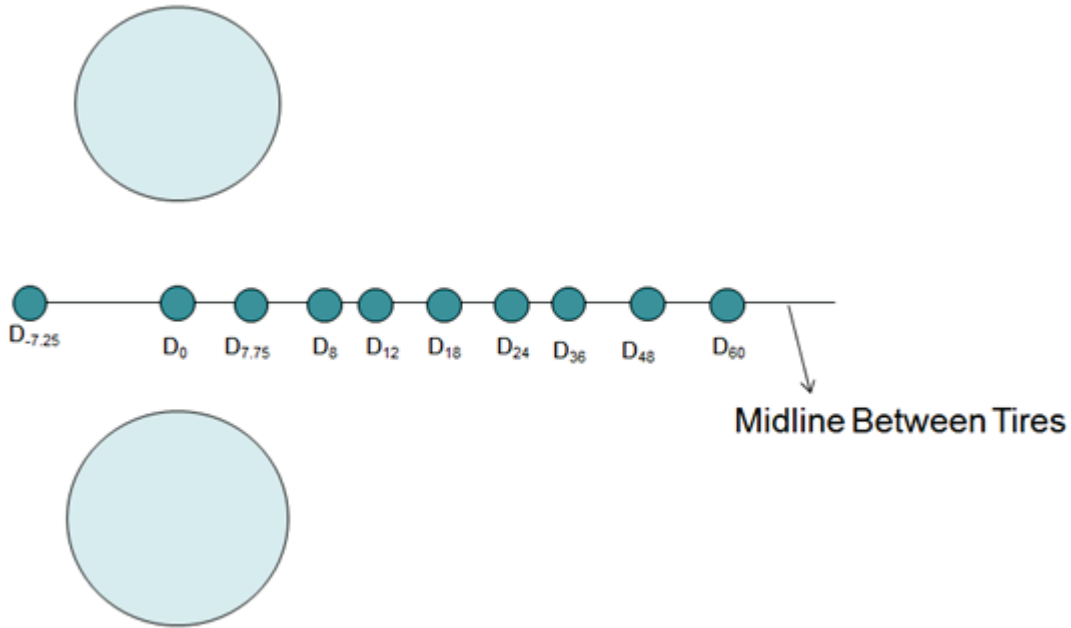 D-7.25
D0
D7.75
D8
D12
D18
D24
D36
D48
D60
Midline Between Tires